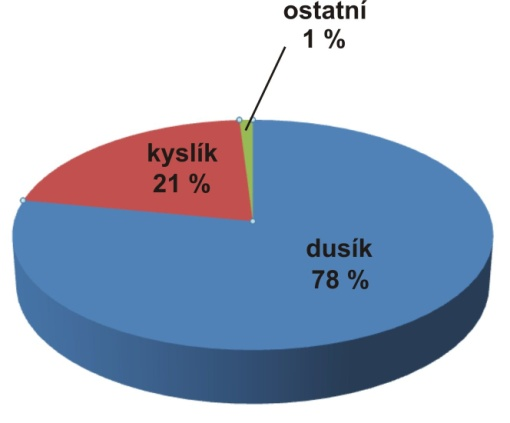 ostatní
1 %
kyslík
21 %
dusík
78 %